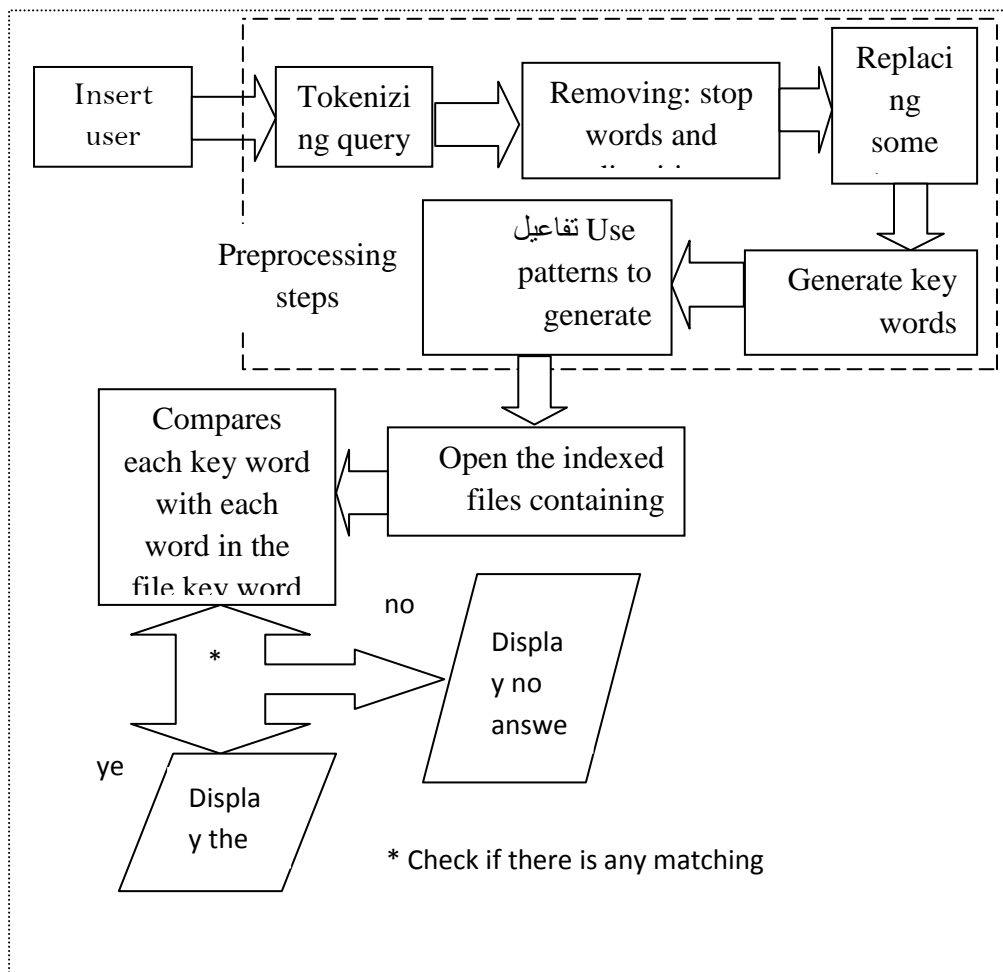 Insert
user
Tokenizi
ng query
Removing: stop
words and
Replaci
ng
some
Preprocessing
steps
Generate key
words
Use تفاعيل
patterns to
generate
Open the indexed
files containing
Compares
each key word
with each
word in the
file key word
*
no
Displa
y no
answe
ye
Displa
y the
* Check if there is any matching